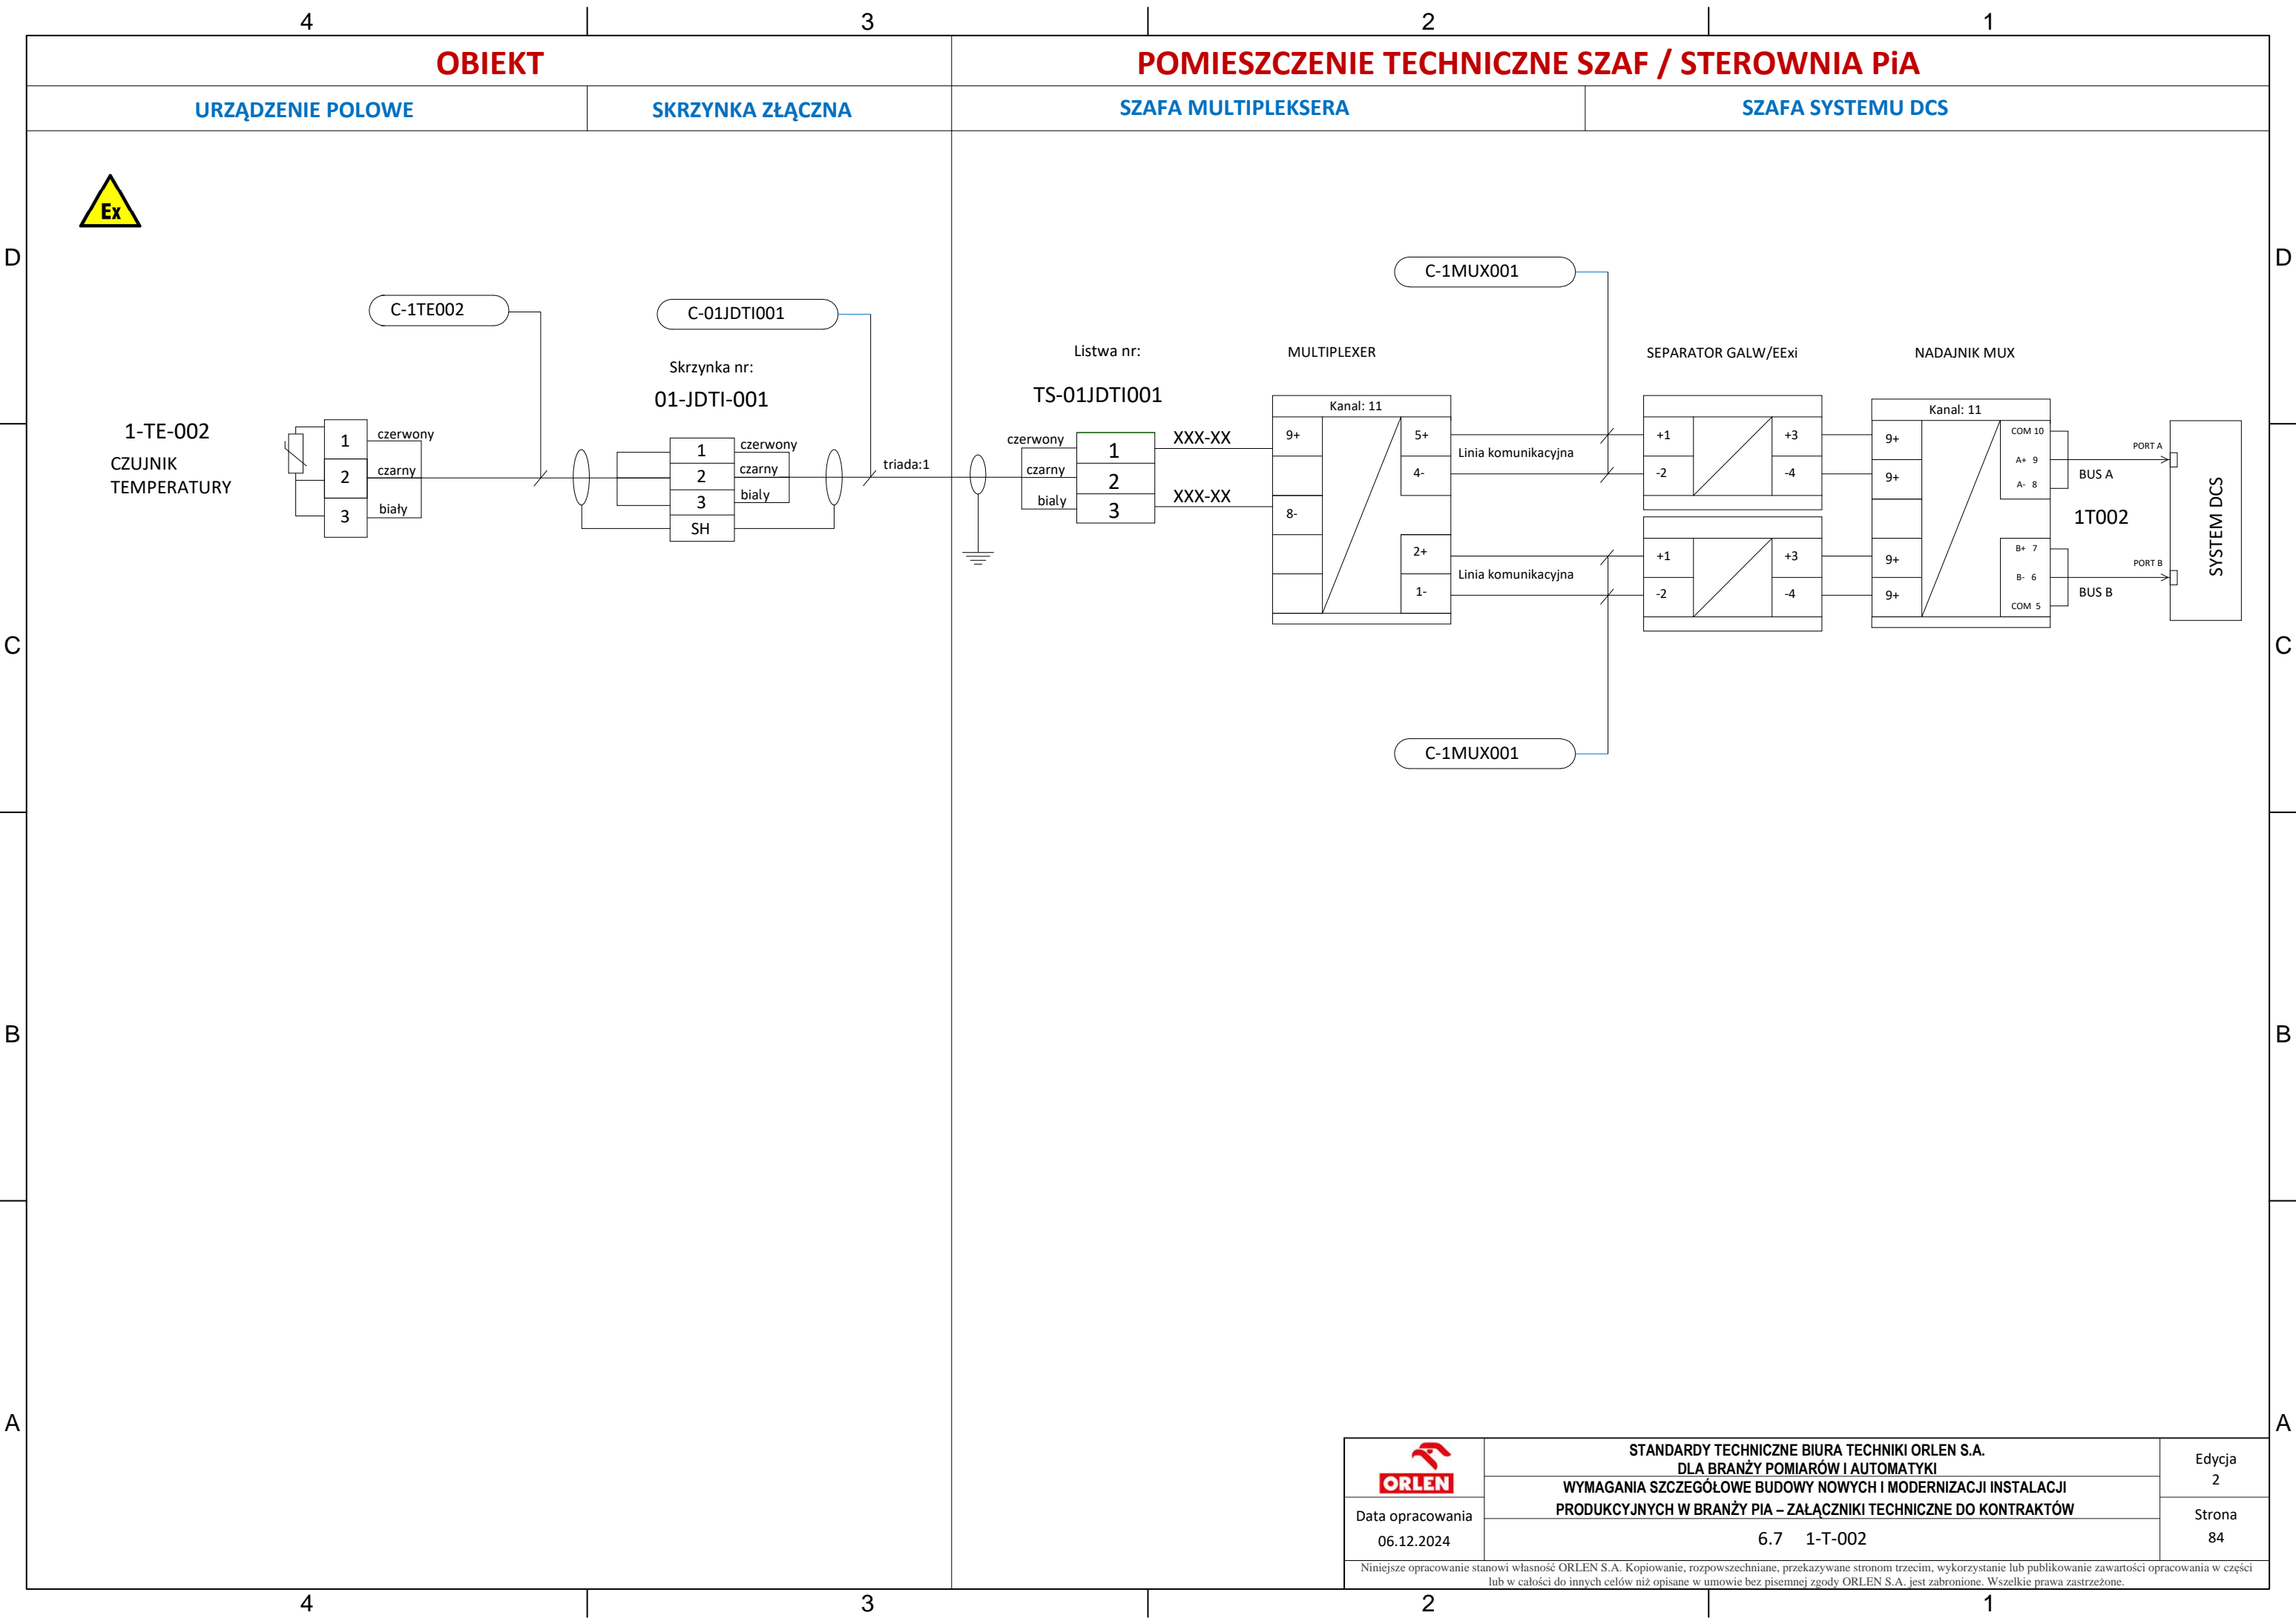 4
3
2
1
OBIEKT
POMIESZCZENIE TECHNICZNE SZAF / STEROWNIA PiA
URZĄDZENIE POLOWE
SKRZYNKA ZŁĄCZNA
SZAFA MULTIPLEKSERA
SZAFA SYSTEMU DCS
Ex
D
D
C-1TE002
C-01JDTI001
C-1MUX001
Skrzynka nr:
01-JDTI-001
Listwa nr:
TS-01JDTI001
MULTIPLEXER
SEPARATOR GALW/EExi
NADAJNIK MUX
1-TE-002
CZUJNIK
TEMPERATURY
1
2
3
czerwony
czarny
biały
1
2
3
SH
czerwony
czarny
bialy
triada:1
czerwony
czarny
bialy
1
2
3
XXX-XX
XXX-XX
Kanal: 11
9+
8-
5+
4-
2+
1-
Linia komunikacyjna
Linia komunikacyjna
+1
-2
+3
-4
+1
-2
+3
-4
Kanal: 11
9+
9+
9+
9+
COM 10
A+ 9
A- 8
B+ 7
B- 6
COM 5
PORT A
BUS A
1T002
PORT B
BUS B
SYSTEM DCS
C
C
C-1MUX001
B
B
A
A
ORLEN
Data opracowania
06.12.2024
STANDARDY TECHNICZNE BIURA TECHNIKI ORLEN S.A.
DLA BRANŻY POMIARÓW I AUTOMATYKI
WYMAGANIA SZCZEGÓŁOWE BUDOWY NOWYCH I MODERNIZACJI INSTALACJI
PRODUKCYJNYCH W BRANŻY PIA – ZAŁĄCZNIKI TECHNICZNE DO KONTRAKTÓW
6.7 1-T-002
Edycja
2
Strona
84
Niniejsze opracowanie stanowi własność ORLEN S.A. Kopiowanie, rozpowszechniane, przekazywane stronom trzecim, wykorzystanie lub publikowanie zawartości opracowania w części
lub w całości do innych celów niż opisane w umowie bez pisemnej zgody ORLEN S.A. jest zabronione. Wszelkie prawa zastrzeżone.
4
3
2
1